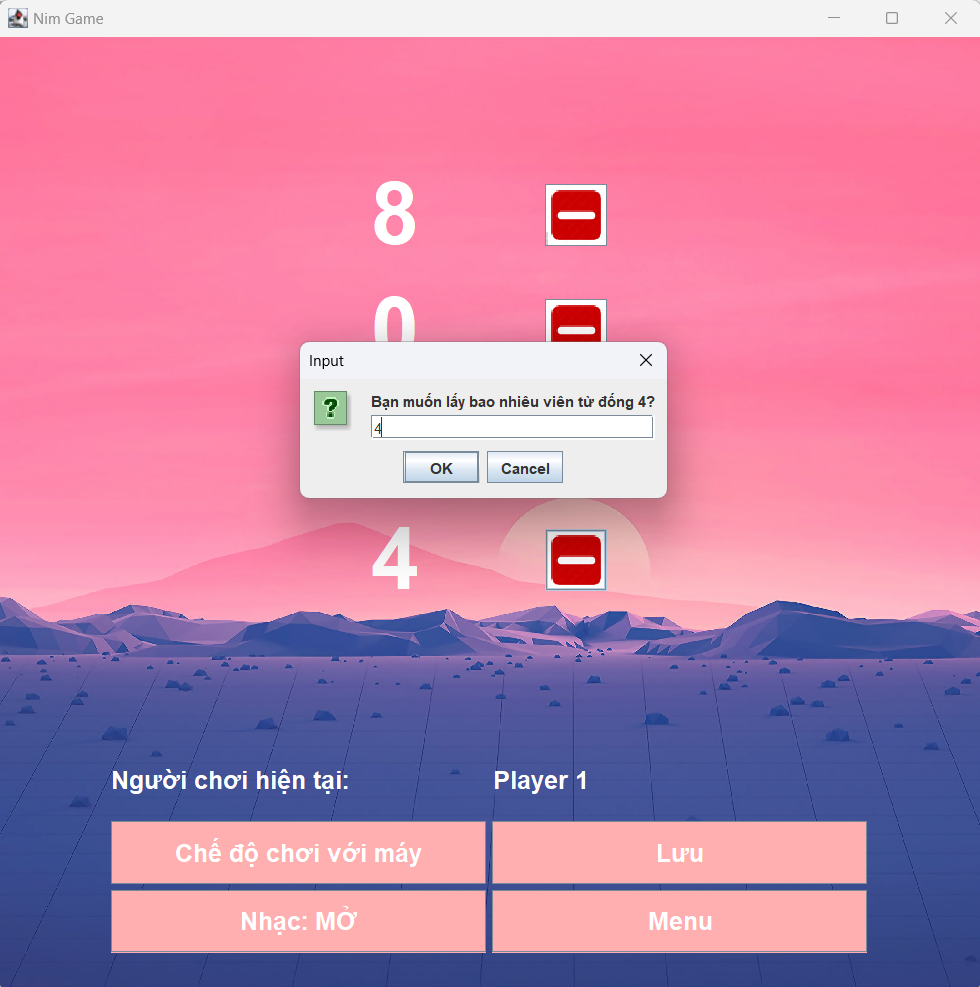 Nim Game
8
0
Input
Bạn muốn lấy bao nhiêu viên từ đống 4?
4
OK
Cancel
4
Người chơi hiện tại:
Player 1
Chế độ chơi với máy
Lưu
Nhạc: MỞ
Menu